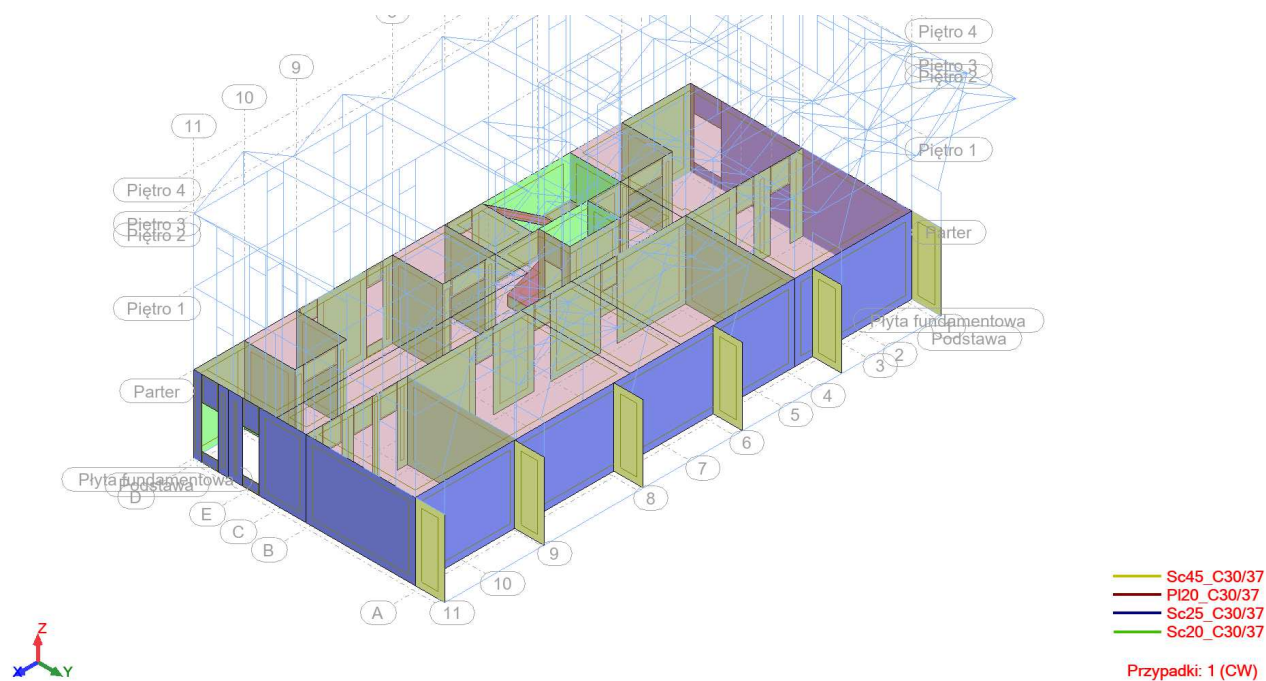 9
10
11
Piętro 4
Piętro 3
Piętro 2
Piętro 1
Parter
Płyta fundamentowa
Podstawa
D
E
C
B
A
11
10
9
8
7
6
5
4
3
2
Piętro 4
Piętro 3
Piętro 2
Piętro 1
Parter
Płyta fundamentowa
Podstawa
Z
X
Y
Sc45_C30/37
Pl20_C30/37
Sc25_C30/37
Sc20_C30/37
Przypadki: 1 (CW)